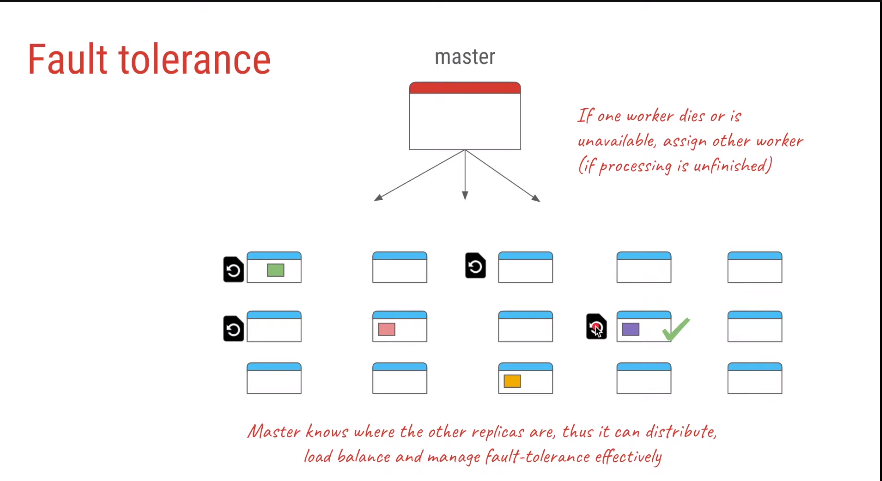 Fault tolerance
master
If one worker dies or is
unavailable, assign other worker
(if processing is unfinished)
Master knows where the other replicas are, thus it can distribute,
load balance and manage fault-tolerance effectively